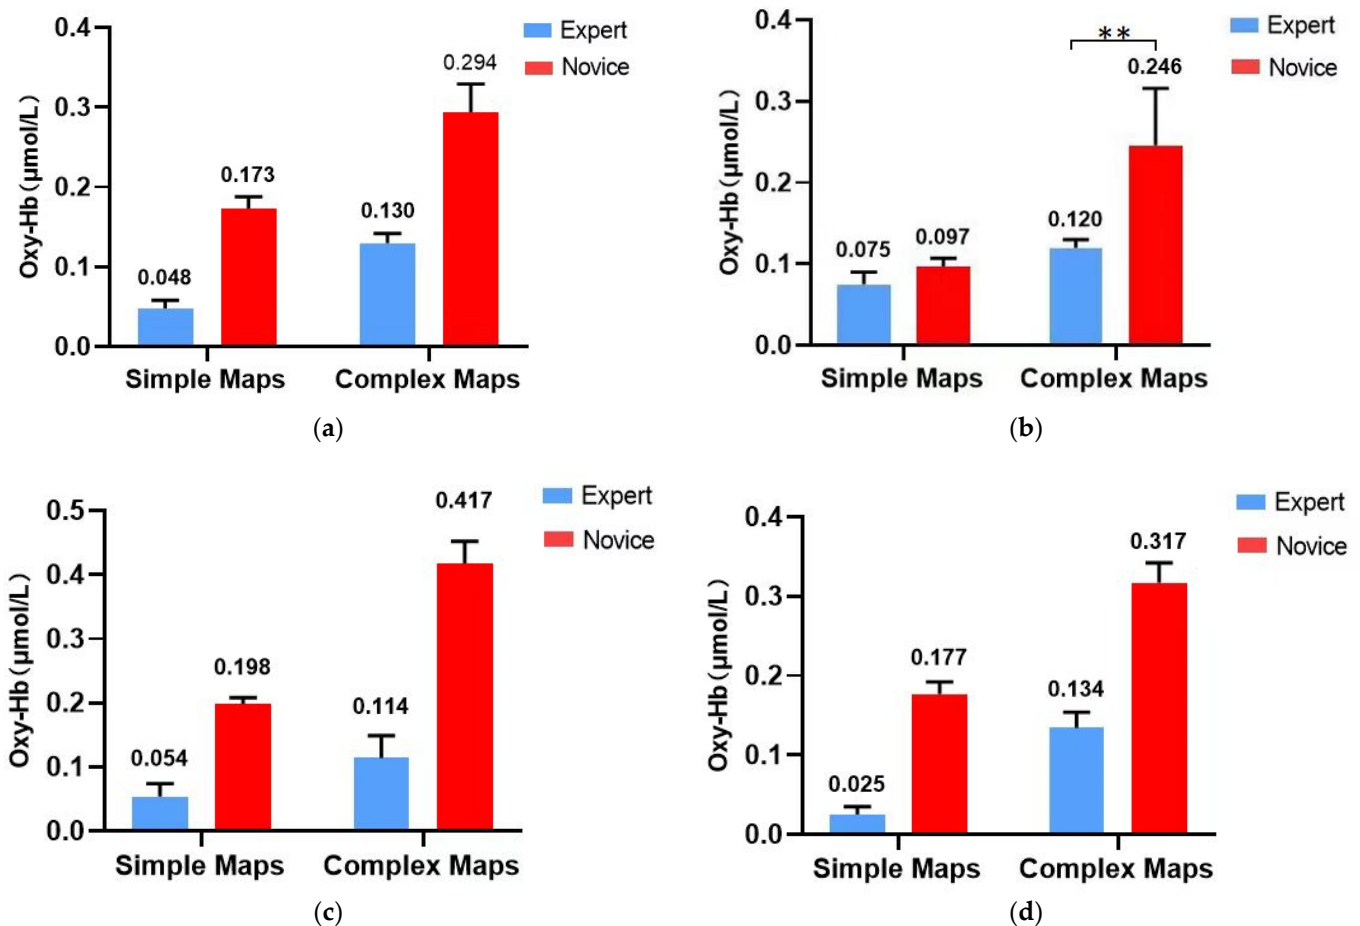 0.4
0.3
0.2
0.1
0.0
Oxy-Hb (μmol/L)
0.048
0.173
0.130
0.294
Expert
Novice
Simple Maps
Complex Maps
(a)
0.4
0.3
0.2
0.1
0.0
Oxy-Hb (μmol/L)
0.075
0.097
0.120
**
0.246
Expert
Novice
Simple Maps
Complex Maps
(b)
0.5
0.4
0.3
0.2
0.1
0.0
Oxy-Hb (μmol/L)
0.054
0.198
0.114
0.417
Expert
Novice
Simple Maps
Complex Maps
(c)
0.4
0.3
0.2
0.1
0.0
Oxy-Hb (μmol/L)
0.025
0.177
0.134
0.317
Expert
Novice
Simple Maps
Complex Maps
(d)